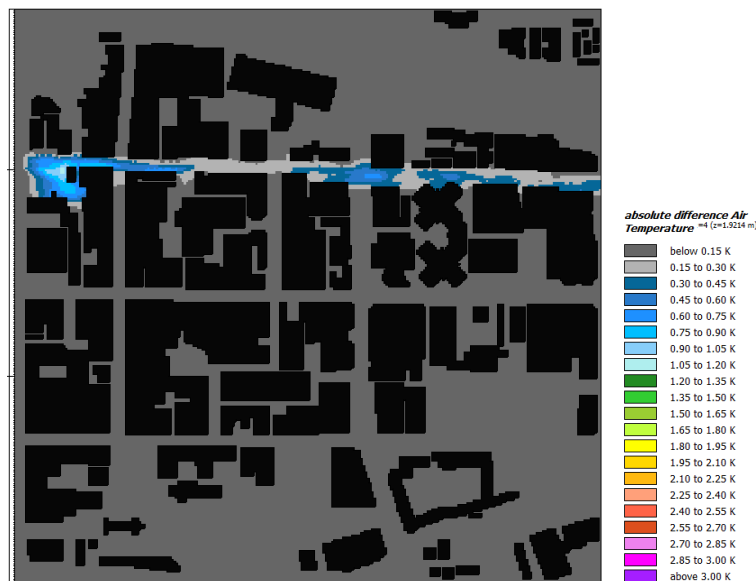 absolute difference Air
Temperature =4 (z=1.9214 m)
below 0.15 K
0.15 to 0.30 K
0.30 to 0.45 K
0.45 to 0.60 K
0.60 to 0.75 K
0.75 to 0.90 K
0.90 to 1.05 K
1.05 to 1.20 K
1.20 to 1.35 K
1.35 to 1.50 K
1.50 to 1.65 K
1.65 to 1.80 K
1.80 to 1.95 K
1.95 to 2.10 K
2.10 to 2.25 K
2.25 to 2.40 K
2.40 to 2.55 K
2.55 to 2.70 K
2.70 to 2.85 K
2.85 to 3.00 K
above 3.00 K